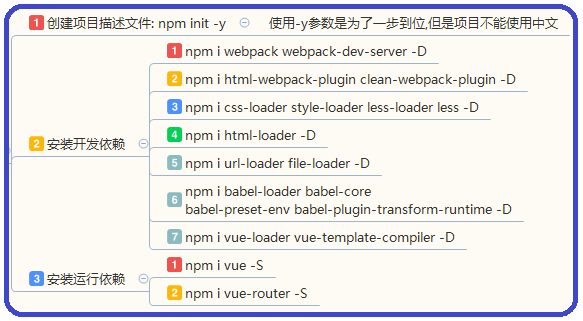 1 创建项目描述文件: npm init -y 使用-y参数是为了一步到位,但是项目不能使用中文
2 安装开发依赖
1 npm i webpack webpack-dev-server -D
2 npm i html-webpack-plugin clean-webpack-plugin -D
3 npm i css-loader style-loader less-loader less -D
4 npm i html-loader -D
5 npm i url-loader file-loader -D
6 npm i babel-loader babel-core
babel-preset-env babel-plugin-transform-runtime -D
7 npm i vue-loader vue-template-compiler -D
3 安装运行依赖
1 npm i vue -S
2 npm i vue-router -S